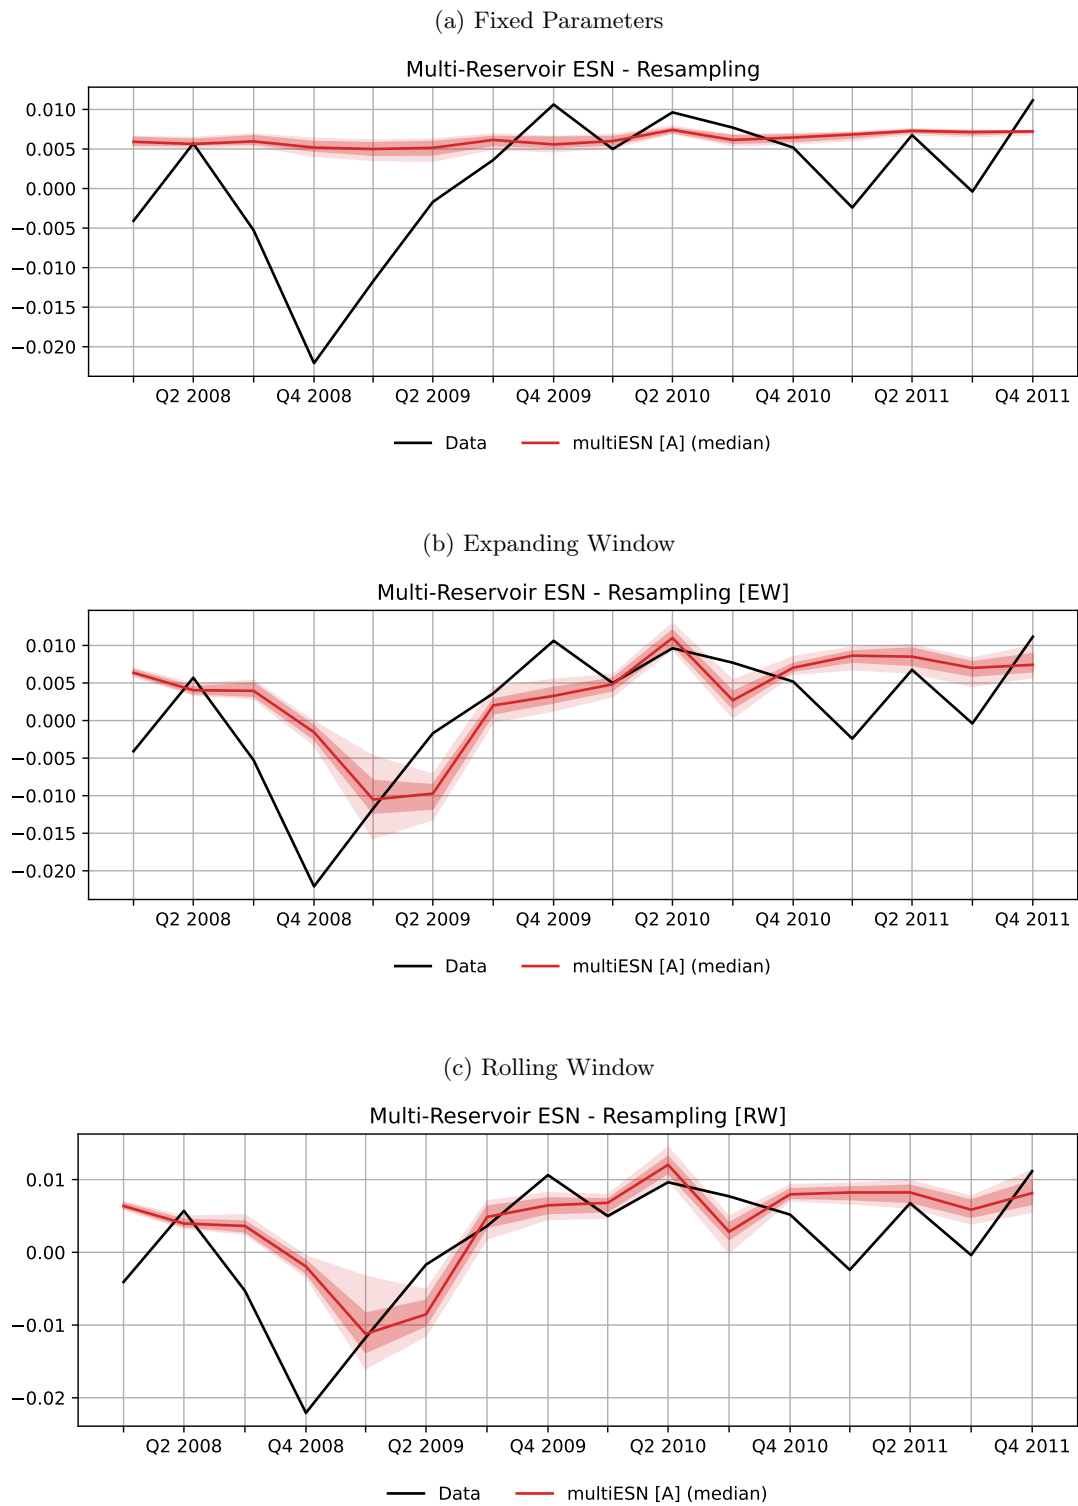 (a) Fixed Parameters
Multi-Reservoir ESN - Resampling
0.010
0.005
0.000
−0.005
−0.010
−0.015
−0.020
Q2 2008 Q4 2008 Q2 2009 Q4 2009 Q2 2010 Q4 2010 Q2 2011 Q4 2011
Data multiESN [A] (median)
(b) Expanding Window
Multi-Reservoir ESN - Resampling [EW]
0.010
0.005
0.000
−0.005
−0.010
−0.015
−0.020
Q2 2008 Q4 2008 Q2 2009 Q4 2009 Q2 2010 Q4 2010 Q2 2011 Q4 2011
Data multiESN [A] (median)
(c) Rolling Window
Multi-Reservoir ESN - Resampling [RW]
0.01
0.00
−0.01
−0.02
Q2 2008 Q4 2008 Q2 2009 Q4 2009 Q2 2010 Q4 2010 Q2 2011 Q4 2011
Data multiESN [A] (median)